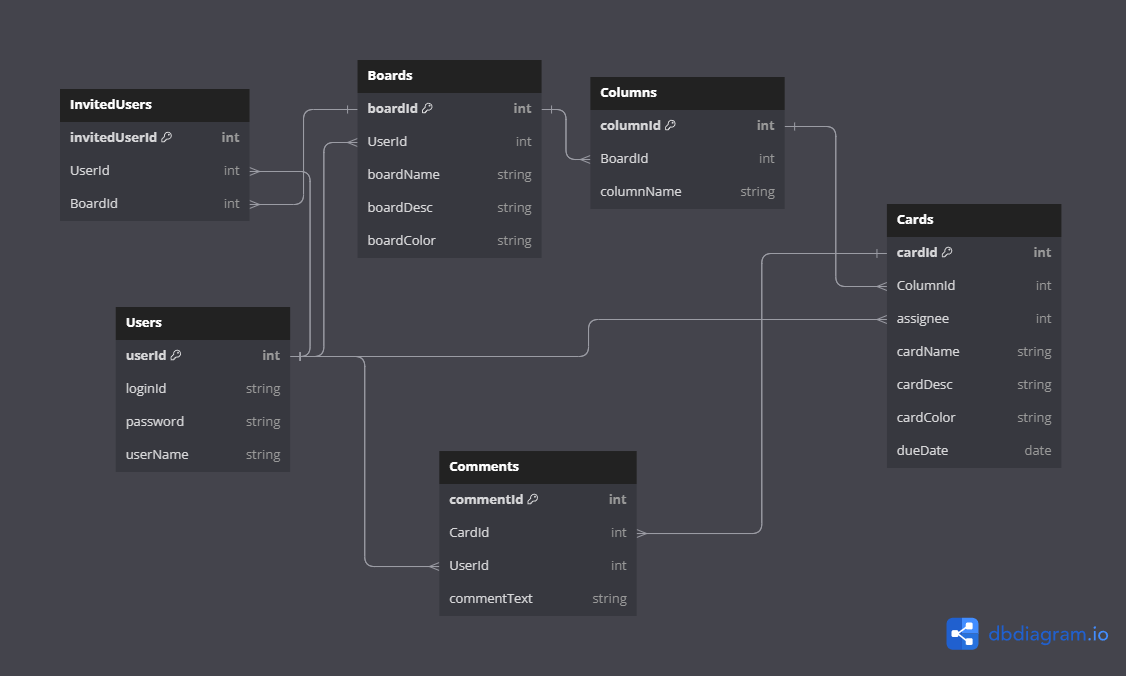 InvitedUsers
invitedUserId int
UserId int
BoardId int
Boards
boardId int
UserId int
boardName string
boardDesc string
boardColor string
Columns
columnId int
BoardId int
columnName string
Cards
cardId int
ColumnId int
assignee int
cardName string
cardDesc string
cardColor string
dueDate date
Users
userId int
loginId string
password string
userName string
Comments
commentId int
CardId int
UserId int
commentText string
dbdiagram.io